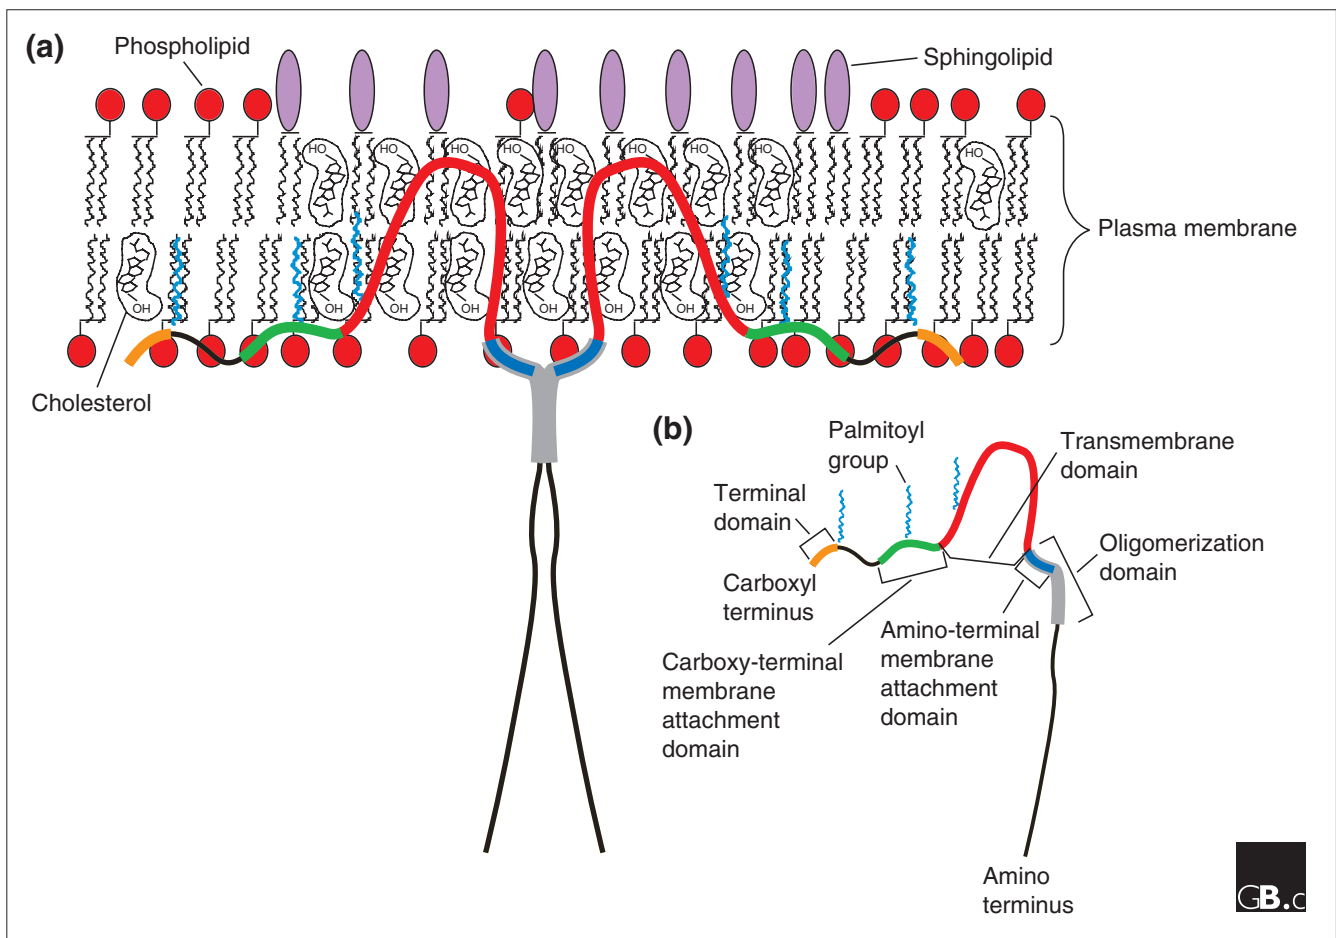 (a)
Phospholipid
Sphingolipid
HO
HO
HO
HO
HO
HO
HO
HO
Plasma membrane
OH
OH
OH
OH
OH
OH
OH
OH
Cholesterol
(b)
Palmitoyl
group
Transmembrane
domain
Terminal
domain
Oligomerization
domain
Carboxyl
terminus
Amino-terminal
membrane
attachment
domain
Carboxy-terminal
membrane
attachment
domain
Amino
terminus
GB.c